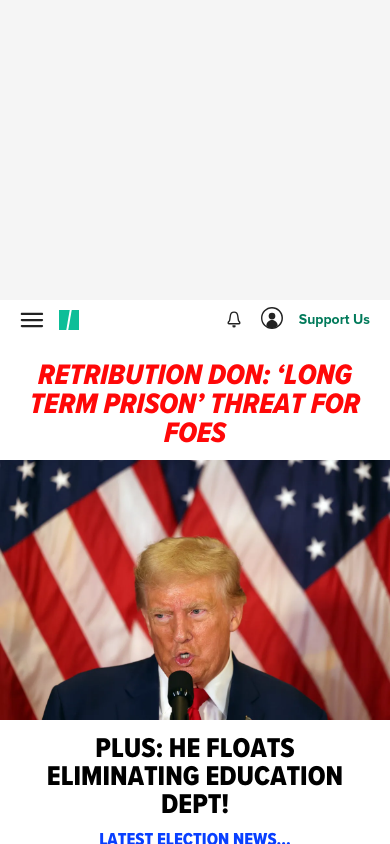 Support Us
RETRIBUTION DON: ‘LONG
TERM PRISON’ THREAT FOR
FOES
PLUS: HE FLOATS
ELIMINATING EDUCATION
DEPT!
LATEST ELECTION NEWS...